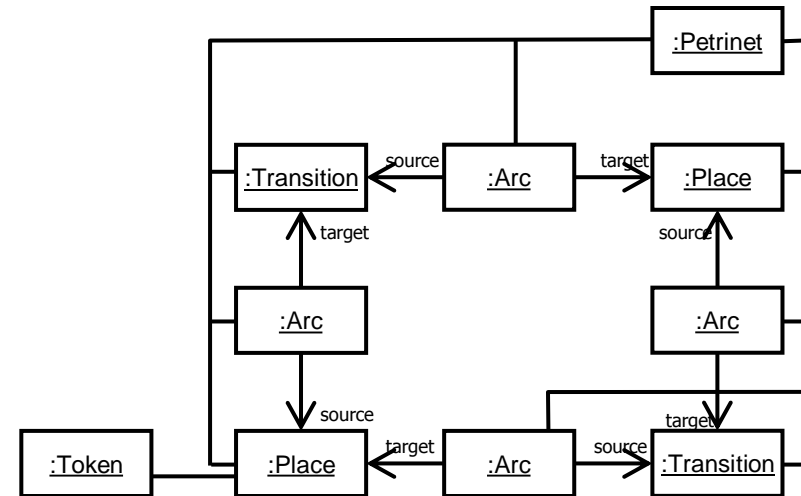 :Petrinet
source
target
:Transition
:Arc
:Place
target
source
:Arc
:Arc
source
target
target
source
:Token
:Place
:Arc
:Transition